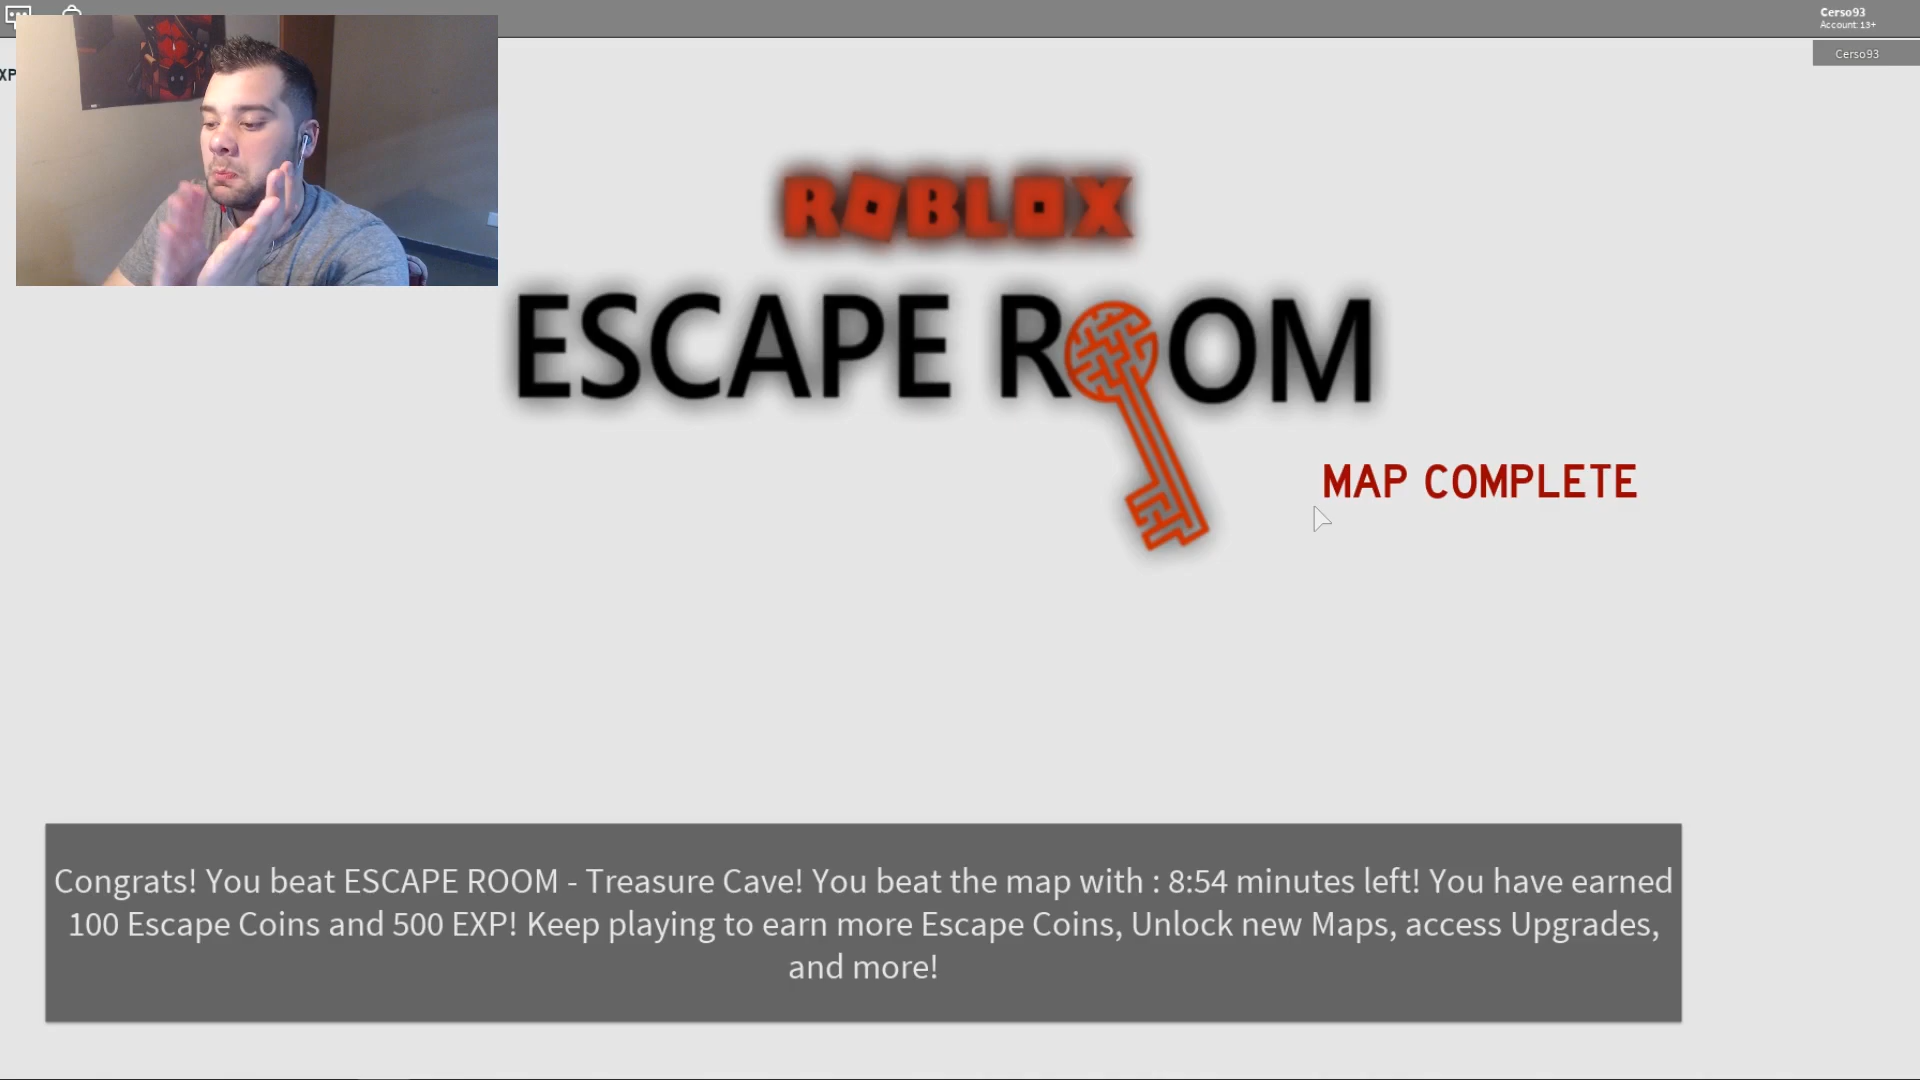 Cerso93
Account: 13+
Cerso93
XP
ROBLOX
ESCAPE ROOM
MAP COMPLETE
Congrats! You beat ESCAPE ROOM - Treasure Cave! You beat the map with : 8:54 minutes left! You have earned
100 Escape Coins and 500 EXP! Keep playing to earn more Escape Coins, Unlock new Maps, access Upgrades,
and more!